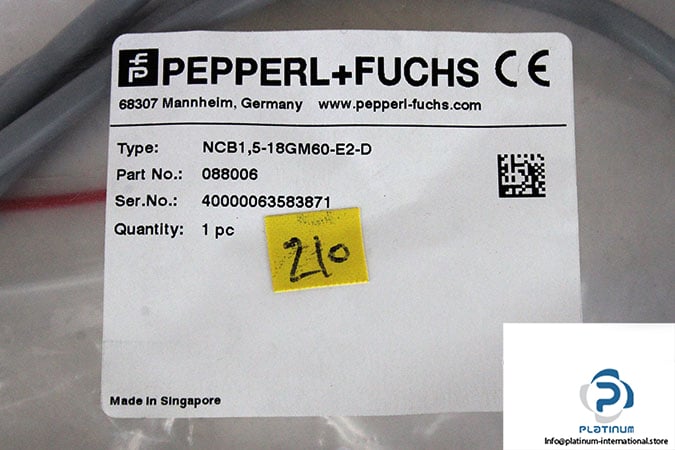 PEPPERL+FUCHS CE
68307 Mannheim, Germany www.pepperl-fuchs.com
Type: NCB1,5-18GM60-E2-D
Part No.: 088006
Ser.No.: 40000063583871
Quantity: 1 pc
210
Made in Singapore
PLATINUM
Info@platinum-international.store